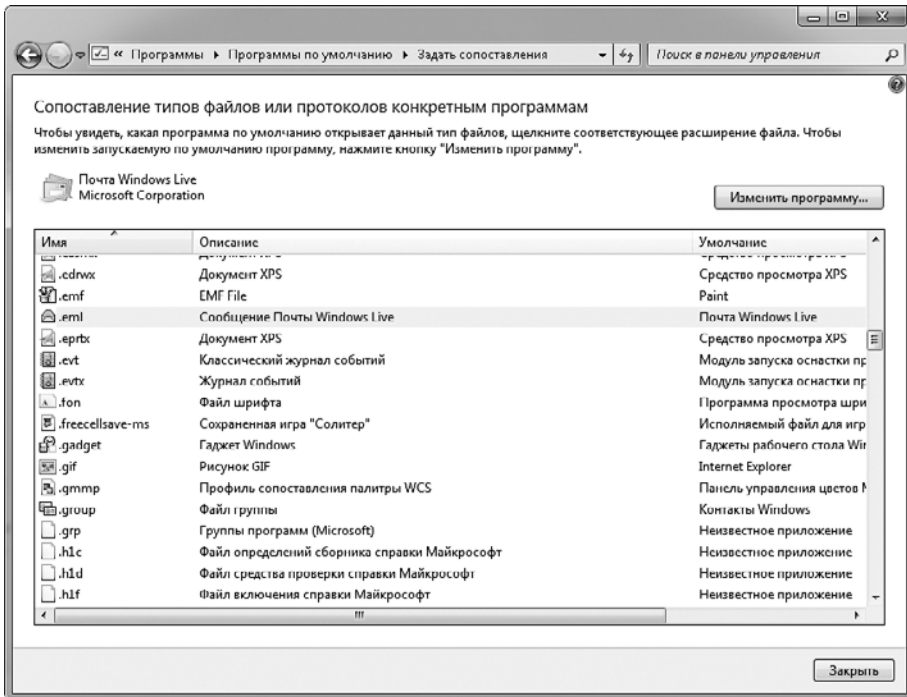 « Программы Программы по умолчанию Задать сопоставления Поиск в панели управления
Сопоставление типов файлов или протоколов конкретным программам
Чтобы увидеть, какая программа по умолчанию открывает данный тип файлов, щелкните соответствующее расширение файла. Чтобы
изменить запускаемую по умолчанию программу, нажмите кнопку "Изменить программу".
Почта Windows Live
Microsoft Corporation
Изменить программу...
Имя Описание Умолчание
.edrwx Документ XPS Средство просмотра XPS
.emf EMF File Paint
.eml Сообщение Почты Windows Live Почта Windows Live
.eprtx Документ XPS Средство просмотра XPS
.evt Классический журнал событий Модуль запуска оснастки пр
.evtx Журнал событий Модуль запуска оснастки пр
.fon Файл шрифта Программа просмотра шри
.freecellsave-ms Сохраненная игра "Солитер" Исполняемый файл для игр
.gadget Гаджет Windows Гаджеты рабочего стола Wir
.gif Рисунок GIF Internet Explorer
.gmmp Профиль сопоставления палитры WCS Панель управления цветов
.group Файл группы Контакты Windows
.grp Группы программ (Microsoft) Неизвестное приложение
.h1c Файл определений сборника справки Майкрософт Неизвестное приложение
.h1d Файл средства проверки справки Майкрософт Неизвестное приложение
.h1f Файл включения справки Майкрософт Неизвестное приложение
Закрыть